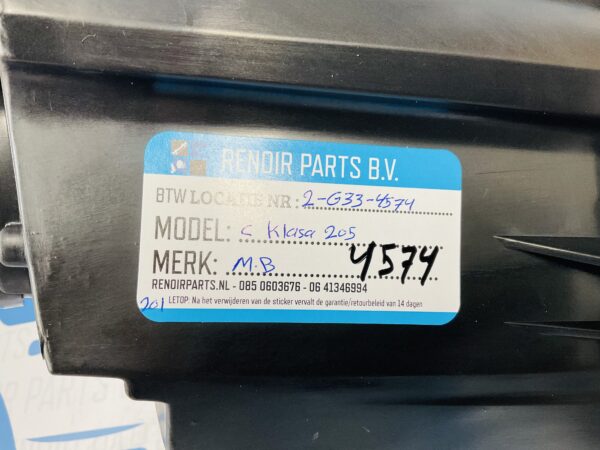 RENOIR PARTS B.V.
BTW LOCATIE NR: 2-G33-4574
MODEL: C Klasa 205
MERK: M.B 4574
RENOIRPARTS.NL - 085 0603676 - 06 41346994
201 LETOP: Na het verwijderen van de sticker vervalt de garantie/retourbeleid van 14 dagen